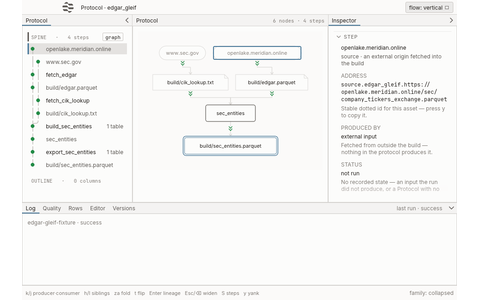 Protocol · edgar_gleif
flow: vertical
Protocol
Protocol
6 nodes · 4 steps
Inspector
SPINE · 4 steps
graph
openlake.meridian.online
www.sec.gov
fetch_edgar
build/edgar.parquet
fetch_cik_lookup
build/cik_lookup.txt
build_sec_entities
1 table
sec_entities
export_sec_entities
1 table
build/sec_entities.parquet
OUTLINE · 0 columns
www.sec.gov
openlake.meridian.online
build/cik_lookup.txt
build/edgar.parquet
sec_entities
build/sec_entities.parquet
STEP
openlake.meridian.online
source · an external origin fetched into
the build
ADDRESS
source.edgar_gleif.https://
openlake.meridian.online/sec/
company_tickers_exchange.parquet
Stable dotted id for this asset — press y
to copy it.
PRODUCED BY
external input
Fetched from outside the build —
nothing in the protocol produces it.
STATUS
not run
No recorded state — an input the run
did not produce, or a Protocol with no
Log
Quality
Rows
Editor
Versions
last run · success
edgar-gleif-fixture · success
k/j producer-consumer
h/l siblings
za fold
t flip
Enter lineage
widen
S steps
y yank
family: collapsed